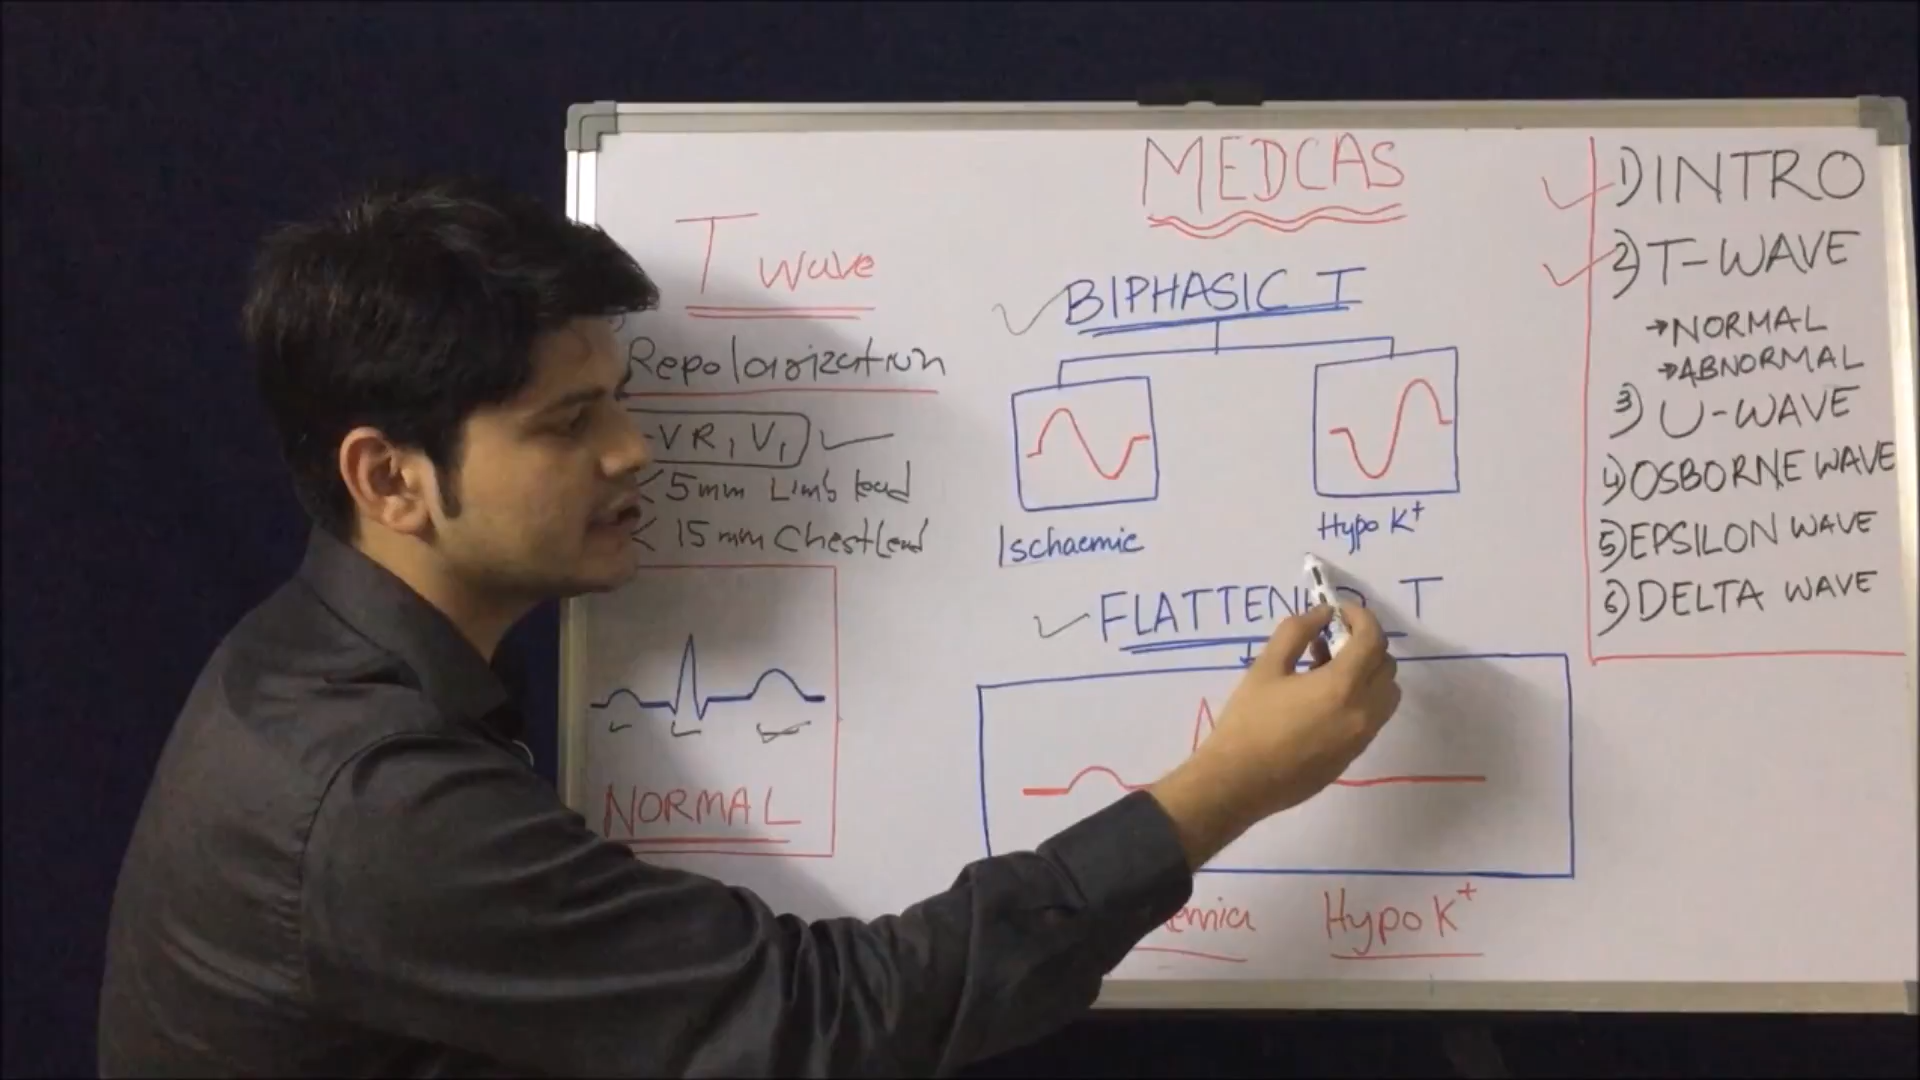 MEDCAS
T wave
Repolarization
VR, V1
< 5mm Limb lead
< 15mm Chest Lead
NORMAL
BIPHASIC T
Ischaemic
Hypo K+
FLATTENED T
Hypo K+
1) INTRO
2) T-WAVE
→ NORMAL
→ ABNORMAL
3) U-WAVE
4) OSBORNE WAVE
5) EPSILON WAVE
6) DELTA WAVE